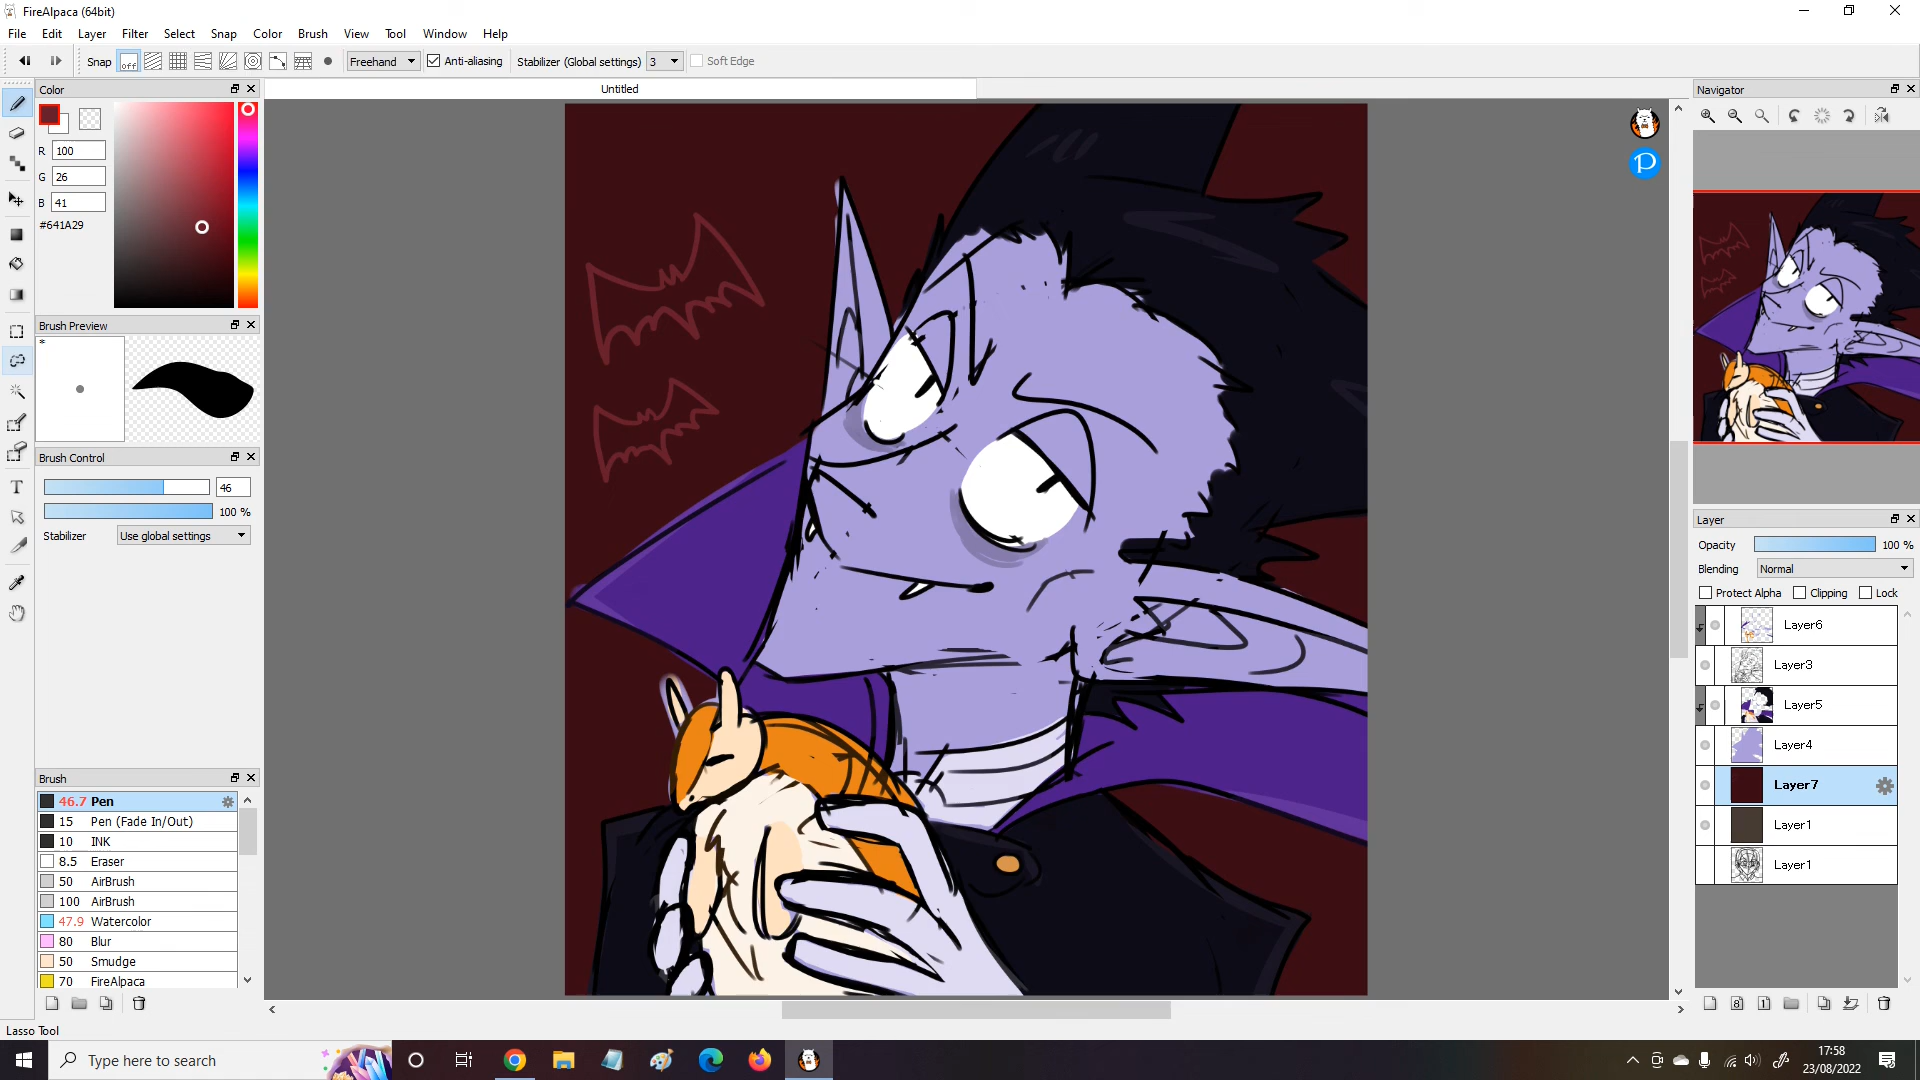 FireAlpaca (64bit)
File Edit Layer Filter Select Snap Color Brush View Tool Window Help
Snap off Freehand Anti-aliasing Stabilizer (Global settings) 3 Soft Edge
Color
Untitled
Navigator
R 100
G 26
B 41
#641A29
Brush Preview
*
Brush Control
46
100 %
Stabilizer Use global settings
Layer
Opacity 100 %
Blending Normal
Protect Alpha Clipping Lock
Layer6
Layer3
Layer5
Layer4
Layer7
Layer1
Layer1
Brush
46.7 Pen
15 Pen (Fade In/Out)
10 INK
8.5 Eraser
50 AirBrush
100 AirBrush
47.9 Watercolor
80 Blur
50 Smudge
70 FireAlpaca
Lasso Tool
Type here to search
17:58
23/08/2022